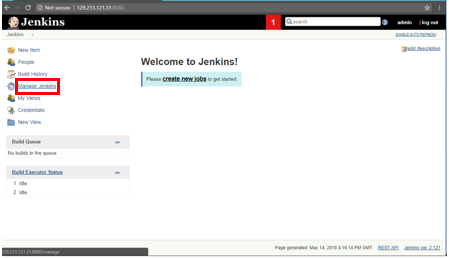 Not secure | 129.213.121.31:8080
Jenkins
1
search
admin
| log out
Jenkins
ENABLE AUTO REFRESH
add description
New Item
People
Build History
Manage Jenkins
My Views
Credentials
New View
Welcome to Jenkins!
Please create new jobs to get started.
Build Queue
No builds in the queue.
Build Executor Status
1 Idle
2 Idle
129.213.121.31:8080/manage
Page generated: May 14, 2018 4:19:14 PM GMT
REST API
Jenkins ver. 2.121